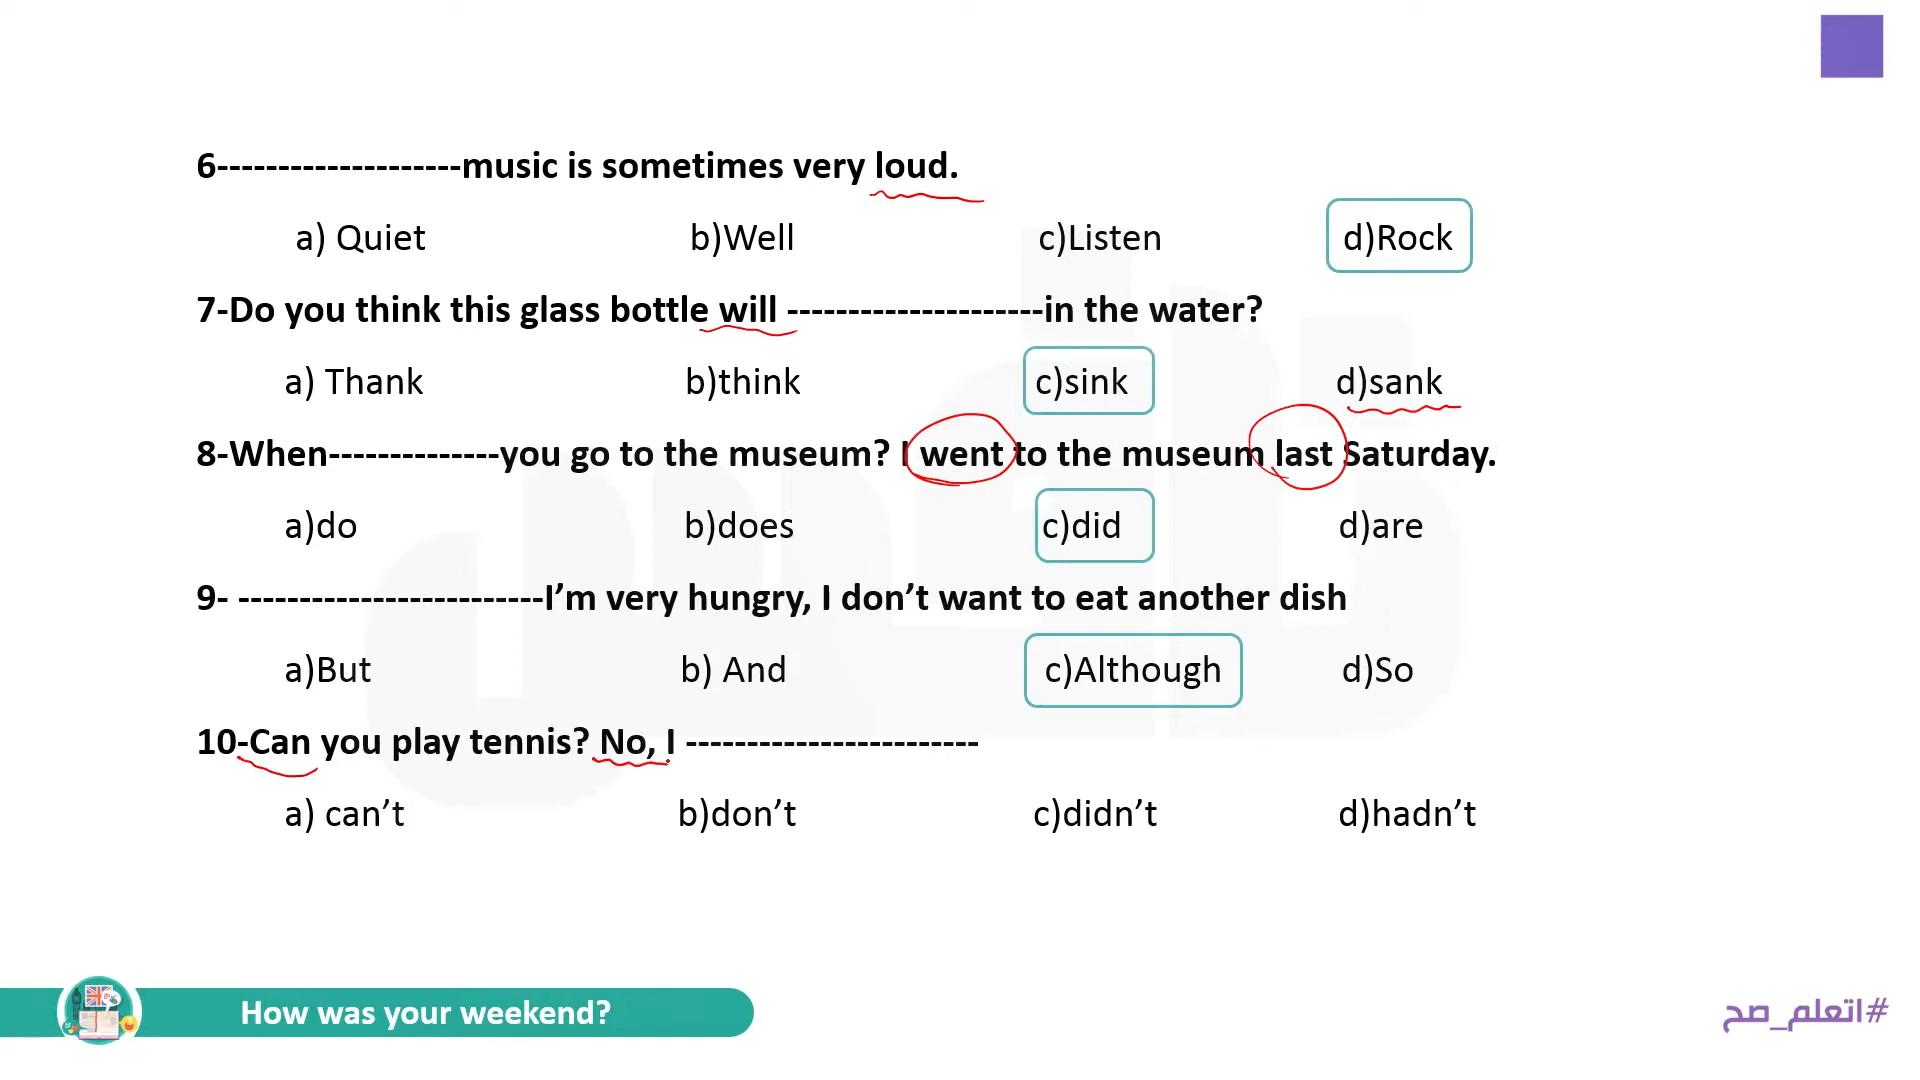 6--------------------music is sometimes very loud.
a) Quiet b)Well c)Listen d)Rock
7-Do you think this glass bottle will ---------------------in the water?
a) Thank b)think c)sink d)sank
8-When--------------you go to the museum? I went to the museum last Saturday.
a)do b)does c)did d)are
9- -------------------------I’m very hungry, I don’t want to eat another dish
a)But b) And c)Although d)So
10-Can you play tennis? No, I ------------------------
a) can’t b)don’t c)didn’t d)hadn’t
How was your weekend?
#اتعلم_صح